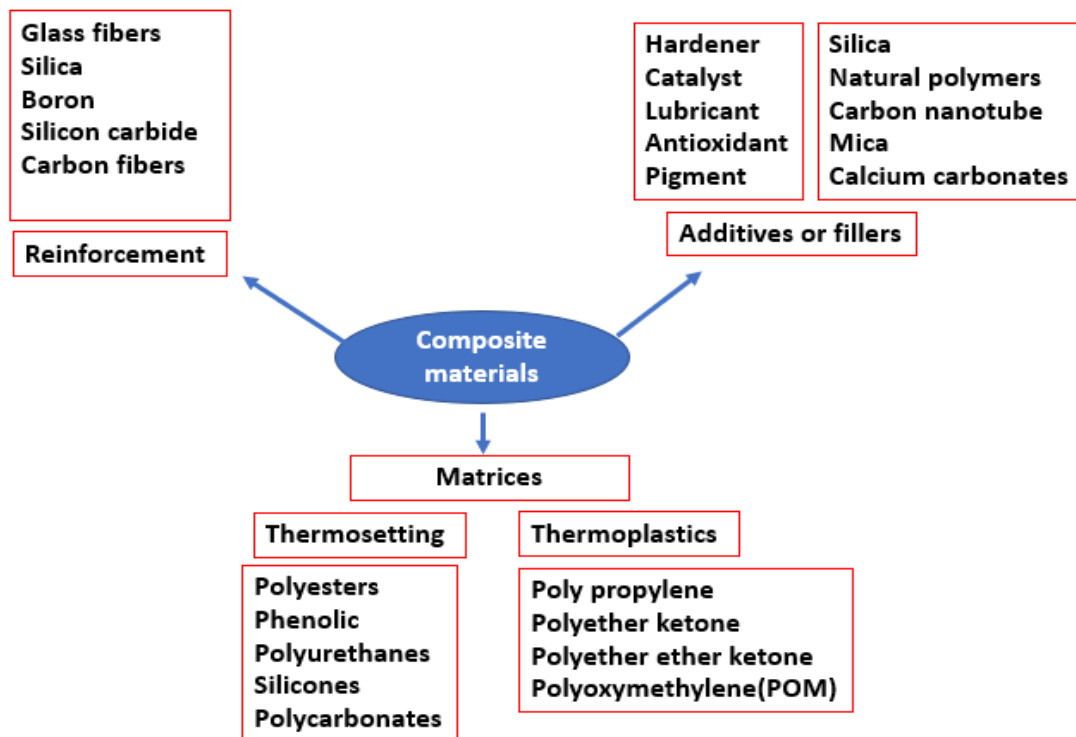 Glass fibers
Silica
Boron
Silicon carbide
Carbon fibers
Reinforcement
Hardener
Catalyst
Lubricant
Antioxidant
Pigment
Silica
Natural polymers
Carbon nanotube
Mica
Calcium carbonates
Additives or fillers
Composite
materials
Matrices
Thermosetting
Polyesters
Phenolic
Polyurethanes
Silicones
Polycarbonates
Thermoplastics
Poly propylene
Polyether ketone
Polyether ether ketone
Polyoxymethylene(POM)